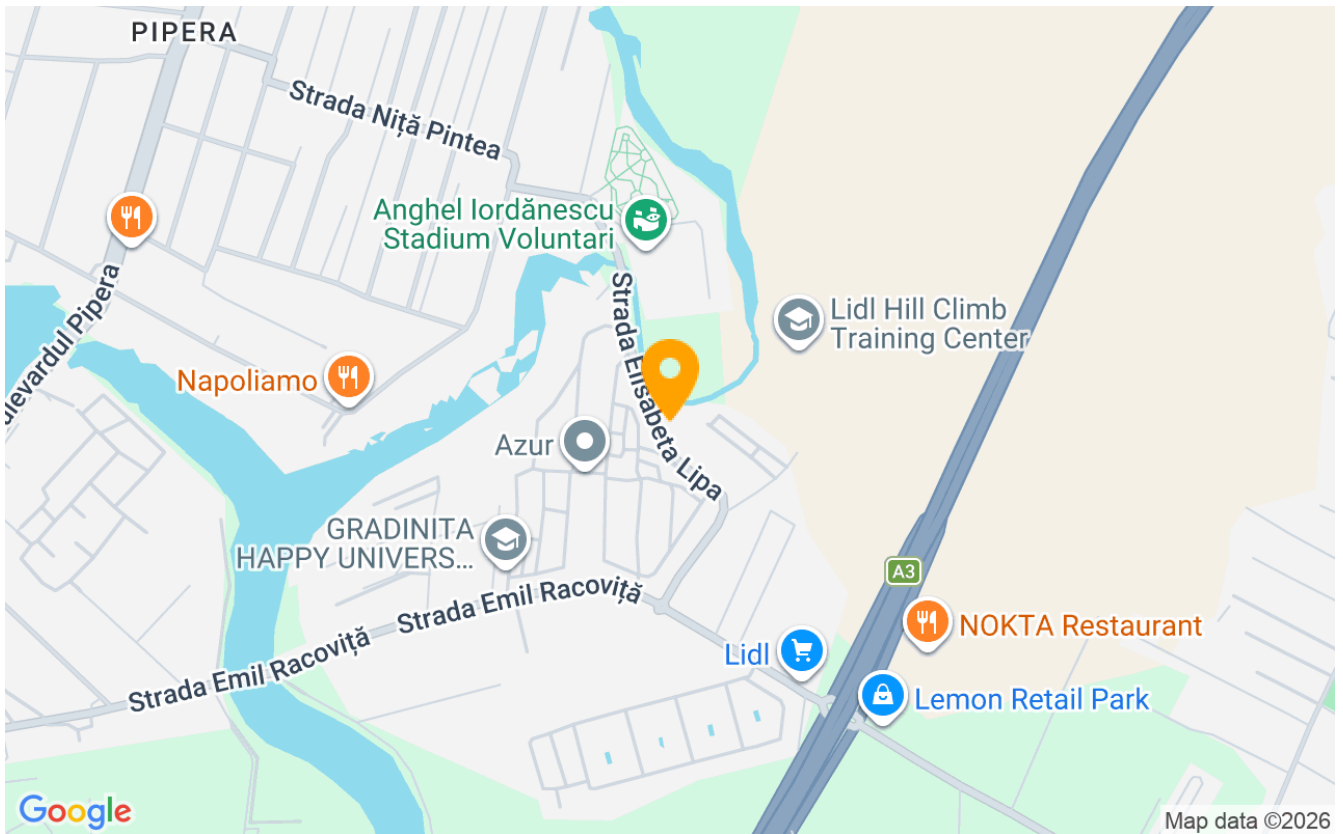 PIPERA
Strada Niță Pintea
Anghel Iordănescu
Stadium Voluntari
Strada Elisabeta Lipa
Lidl Hill Climb
Training Center
Bulevardul Pipera
Napoliamo
Azur
GRADINITA
HAPPY UNIVERS...
A3
Strada Emil Racoviță
Strada Emil Racoviță
NOKTA Restaurant
Lidl
Lemon Retail Park
Google
Map data ©2026